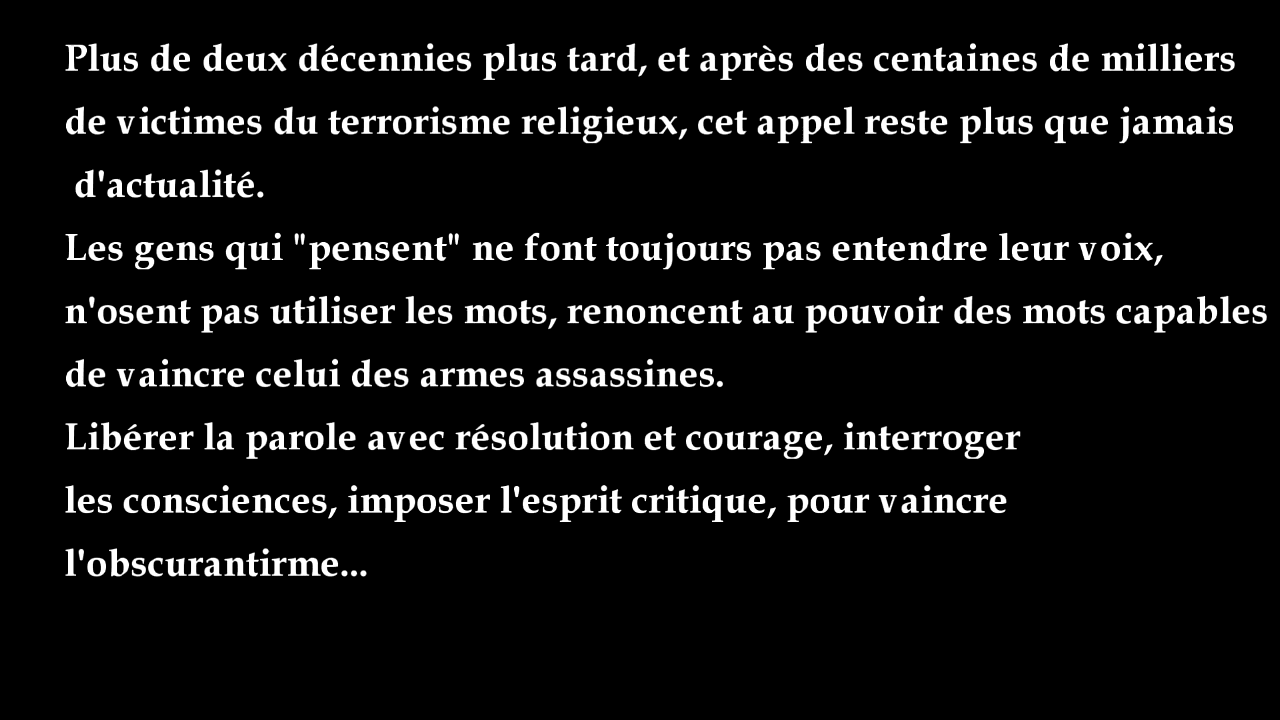 Plus de deux décennies plus tard, et après des centaines de milliers
de victimes du terrorisme religieux, cet appel reste plus que jamais
d'actualité.
Les gens qui "pensent" ne font toujours pas entendre leur voix,
n'osent pas utiliser les mots, renoncent au pouvoir des mots capables
de vaincre celui des armes assassines.
Libérer la parole avec résolution et courage, interroger
les consciences, imposer l'esprit critique, pour vaincre
l'obscurantirme...